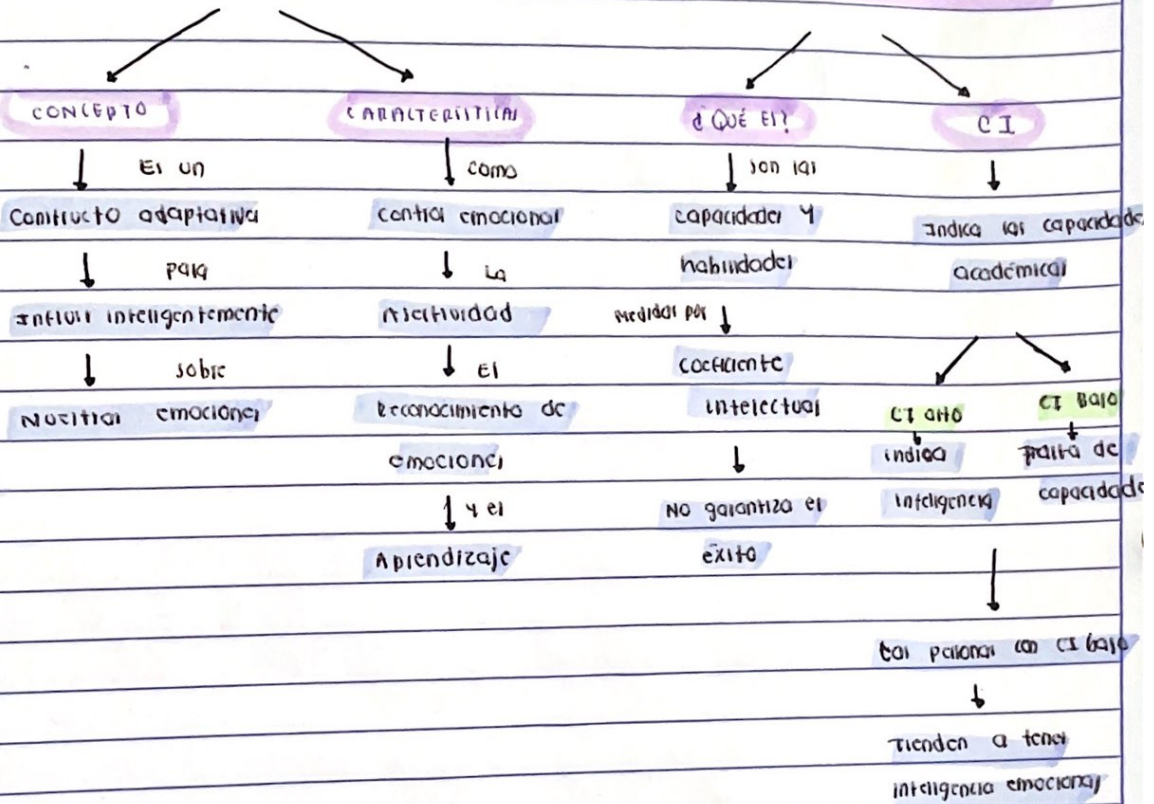 CONCEPTO
Es un
Constructo adaptativa
para
Influir inteligentemente
sobre
Nuestras emociones
CARACTERISTICAS
como
control emocional
La
Asertividad
El
Reconocimiento de
emociones
y el
Aprendizaje
¿QUÉ ES?
son las
capacidades y
habilidades
Medidas por
coeficiente
intelectual
No garantiza el
éxito
CI
Indica las capacidade
académicas
CI alto
indica
inteligencia
CI Bajo
Falta de
capacidade
Las personas con CI bajo
Tienden a tener
inteligencia emocional